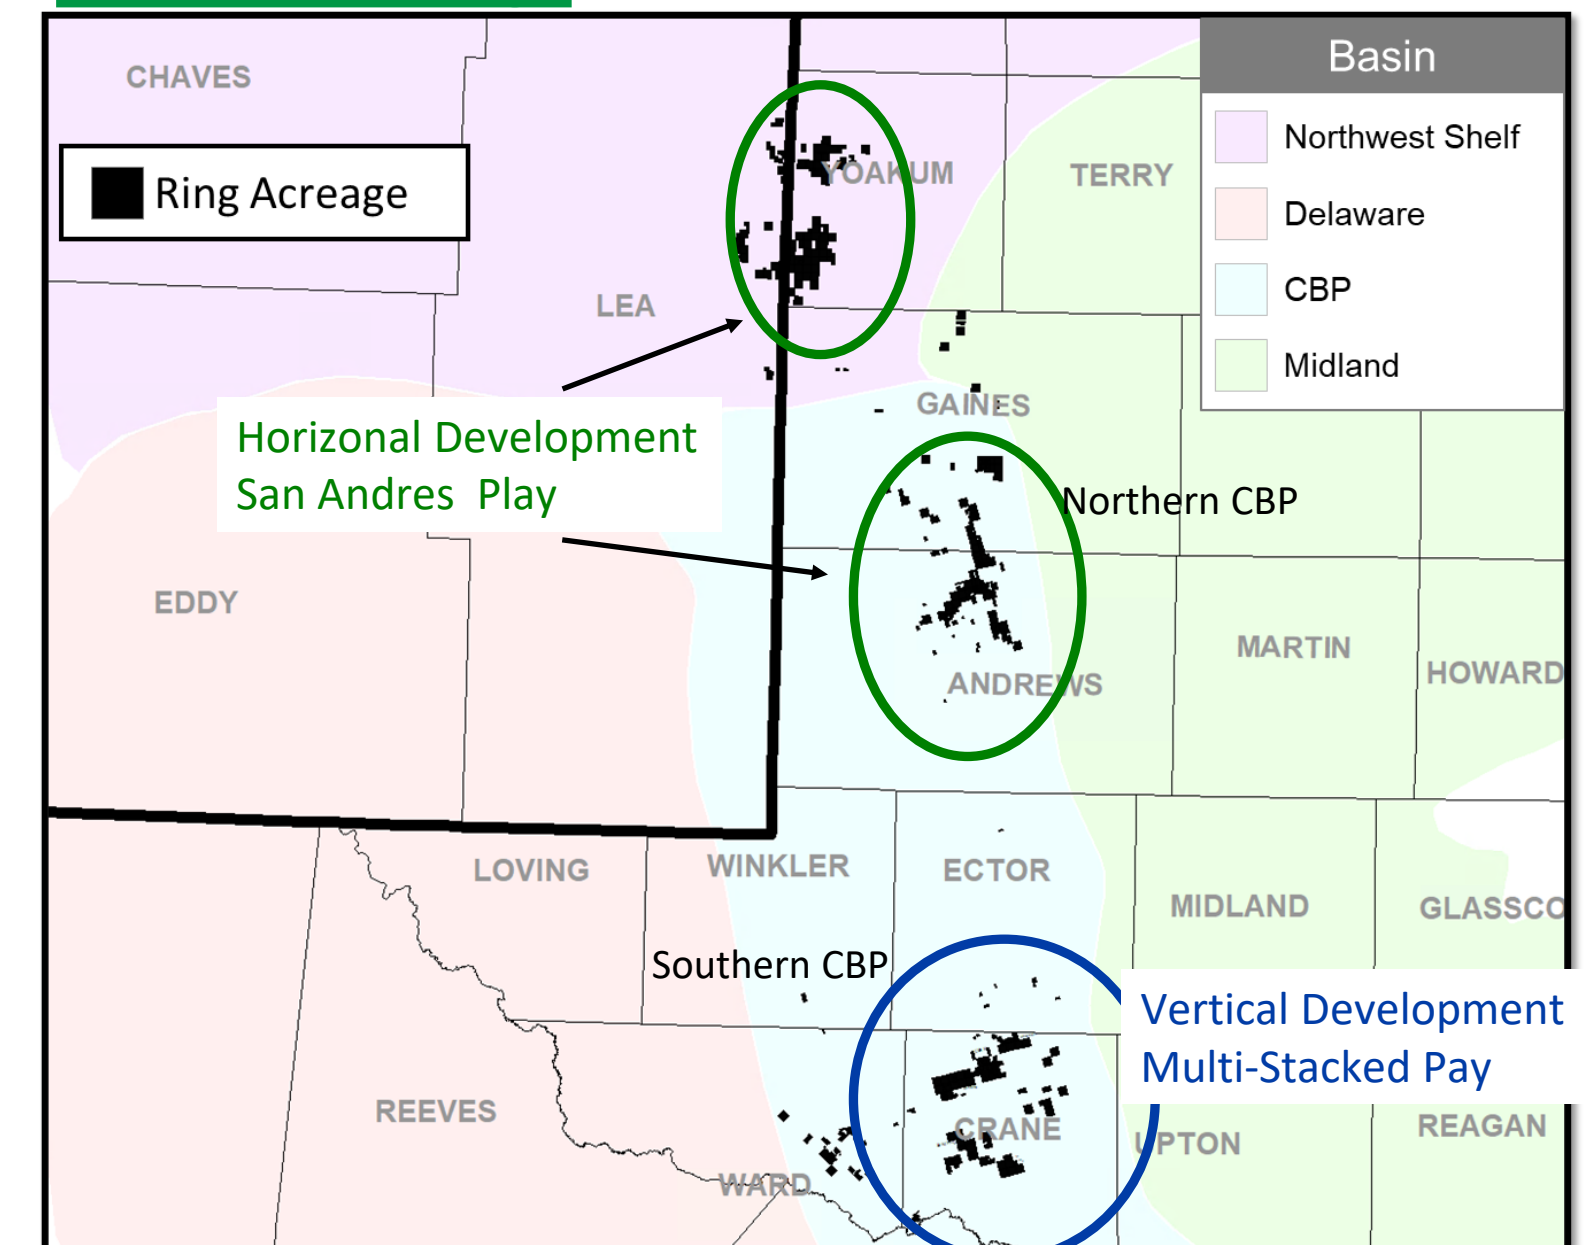 Basin
CHAVES
Northwest Shelf
YOAKUM
TERRY
Ring Acreage
Delaware
CBP
LEA
Midland
GAINES
Horizonal Development
San Andres Play
Northern CBP
EDDY
MARTIN
HOWARD
ANDREWS
LOVING
WINKLER
ECTOR
MIDLAND
GLASSCO
Southern CBP
Vertical Development
Multi-Stacked Pay
REEVES
CRANE
UPTON
REAGAN
WARD